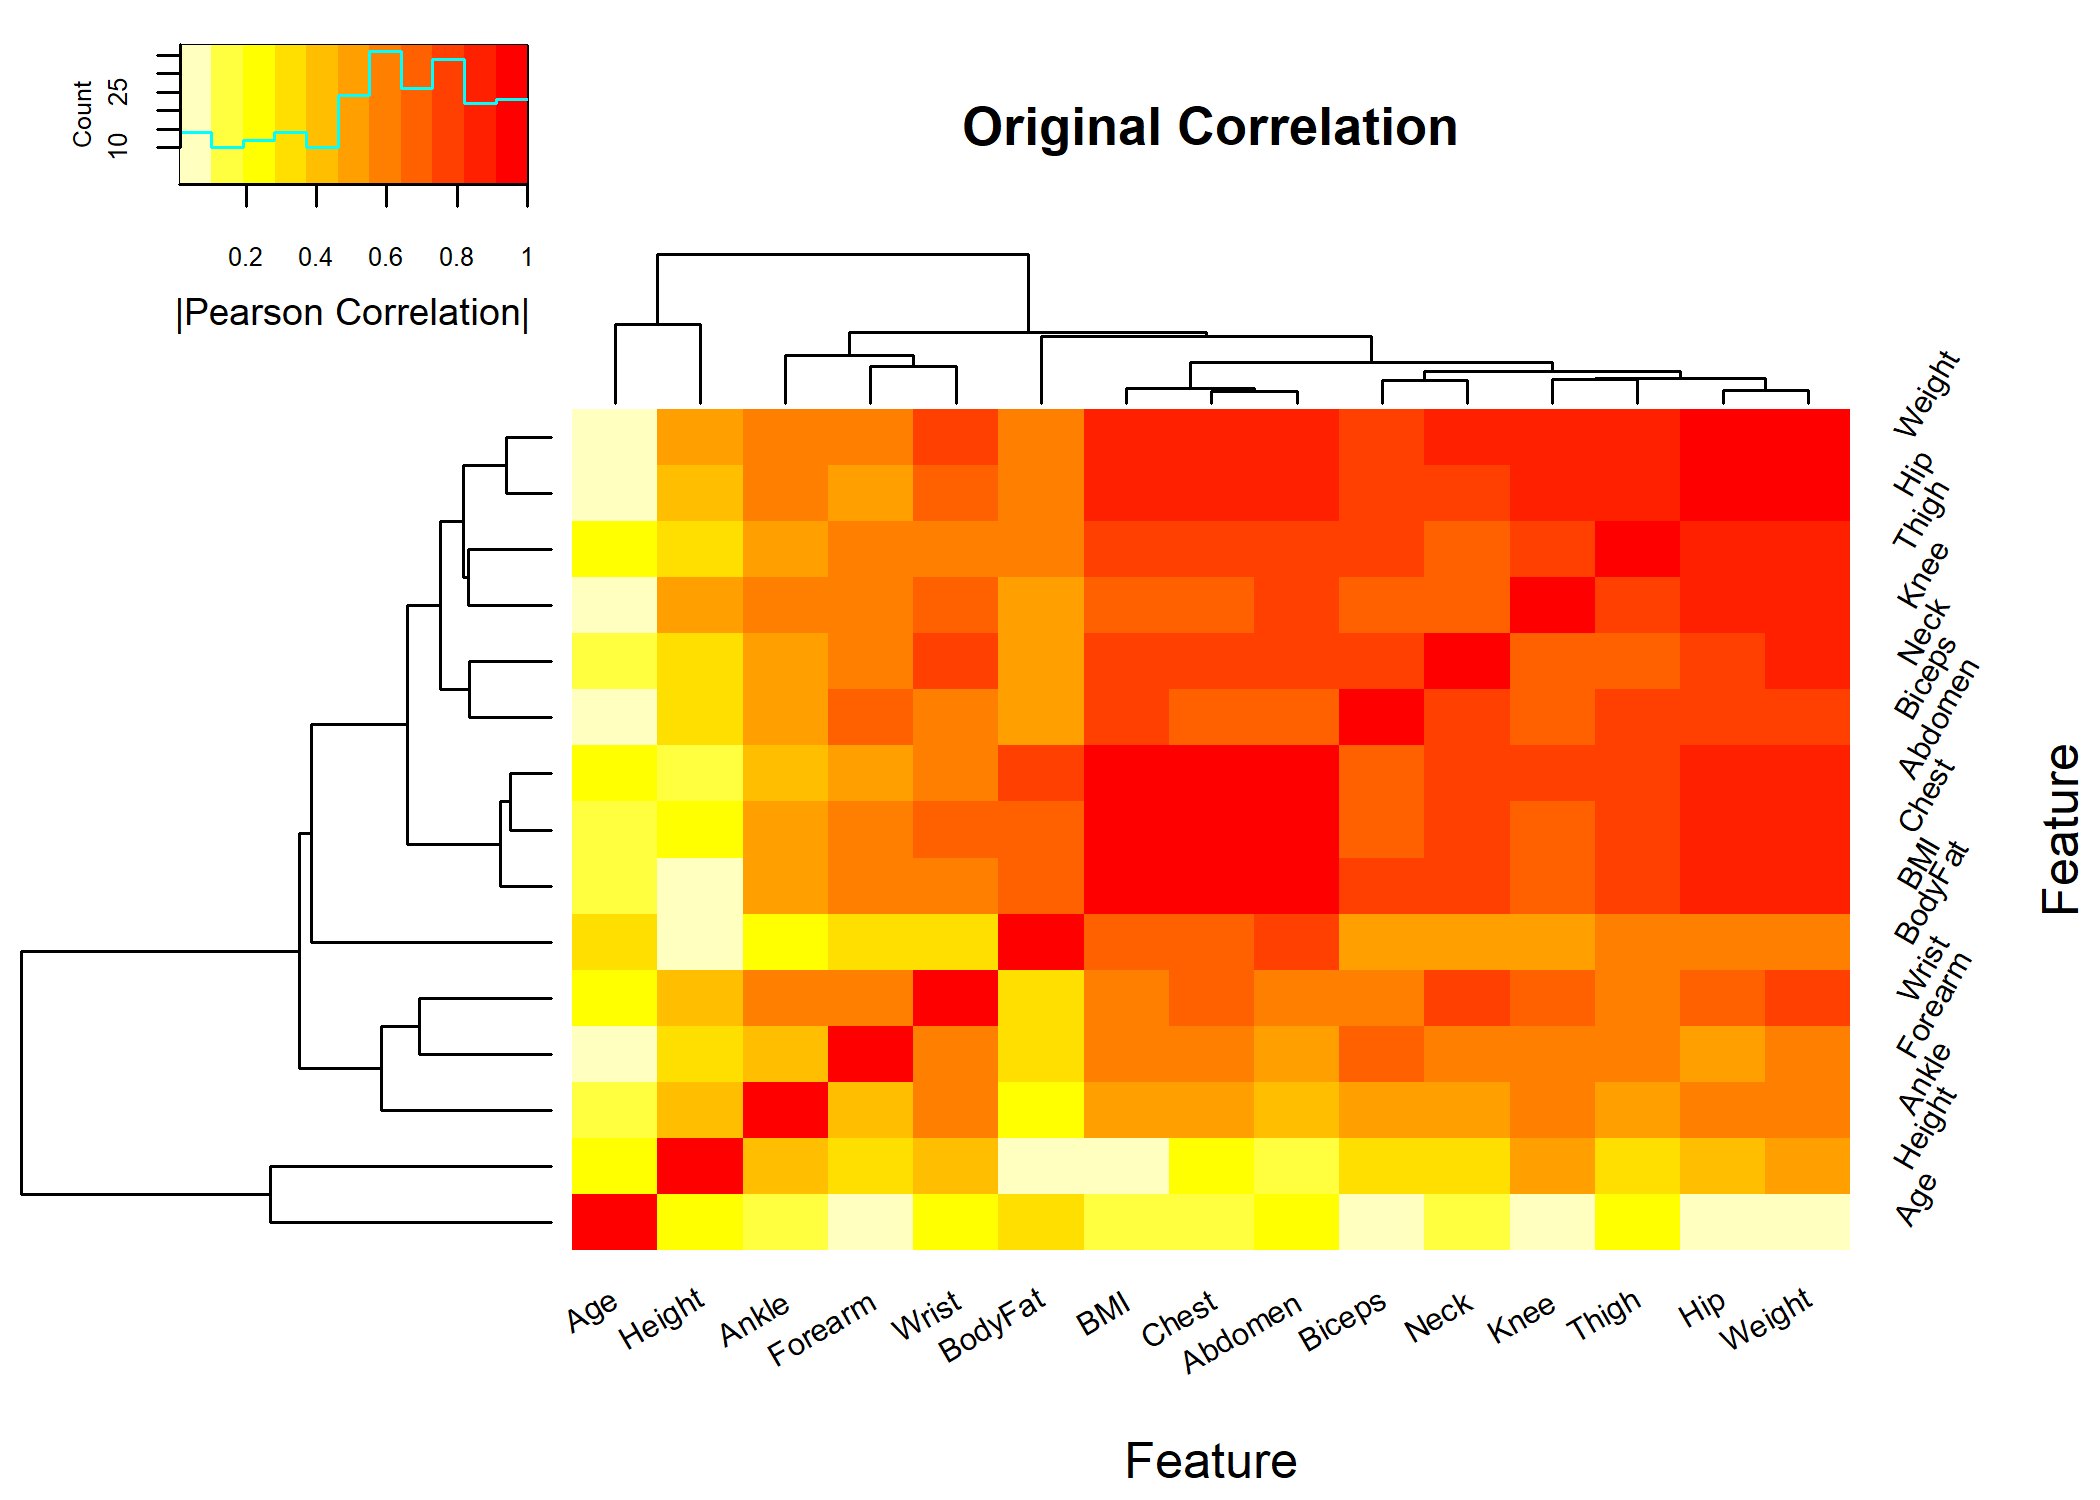 Count
10 25
0.2 0.4 0.6 0.8 1
|Pearson Correlation|
Original Correlation
Weight
Hip
Thigh
Knee
Neck
Biceps
Abdomen
Chest
BMI
BodyFat
Wrist
Forearm
Ankle
Height
Age
Feature
Age Height Ankle Forearm Wrist BodyFat BMI Chest Abdomen Biceps Neck Knee Thigh Hip Weight
Feature